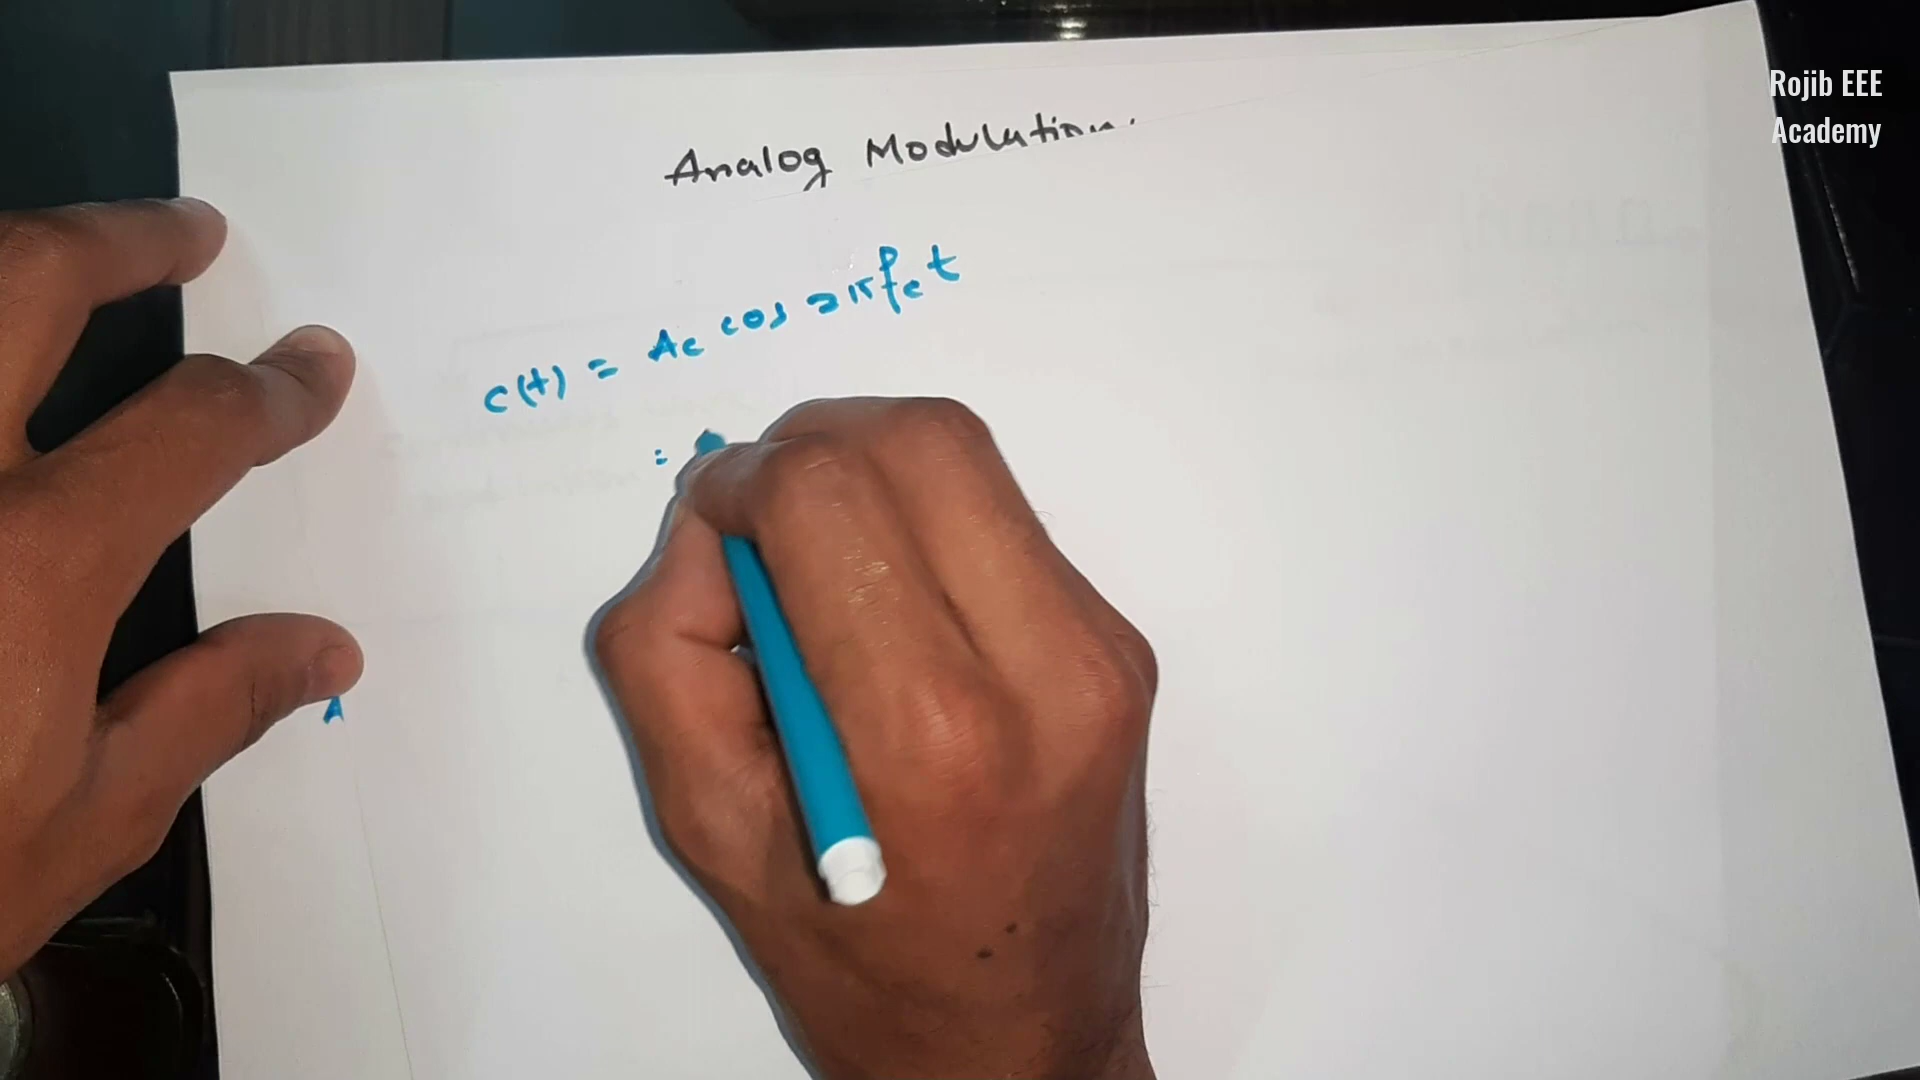 Rojib EEE
Academy
Analog Modulation.
c(t) = Ac cos 2πfct
=
A